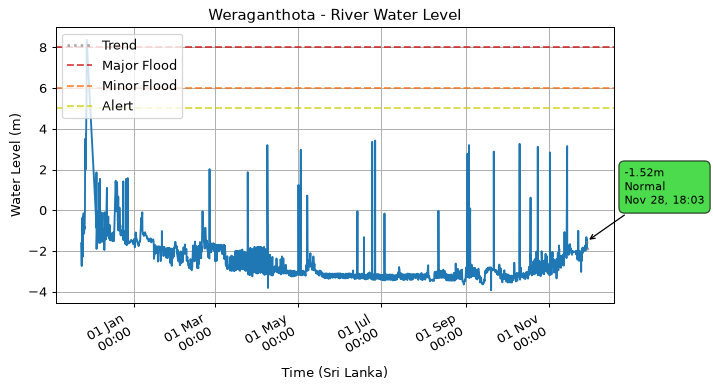 Weraganthota - River Water Level
Trend
Major Flood
Minor Flood
Alert
Water Level (m)
8
6
4
2
0
−2
−4
-1.52m
Normal
Nov 28, 18:03
01 Jan
00:00
01 Mar
00:00
01 May
00:00
01 Jul
00:00
01 Sep
00:00
01 Nov
00:00
Time (Sri Lanka)